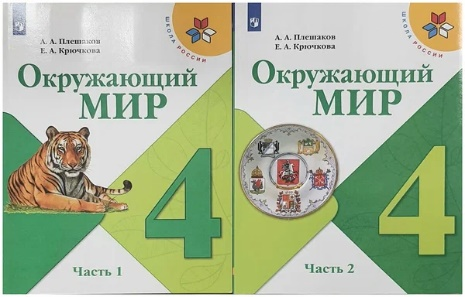 А. А. Плешаков
Е. А. Крючкова
ШКОЛА РОССИИ
Окружающий
МИР
4
Часть 1
А. А. Плешаков
Е. А. Крючкова
ШКОЛА РОССИИ
Окружающий
МИР
4
Часть 2